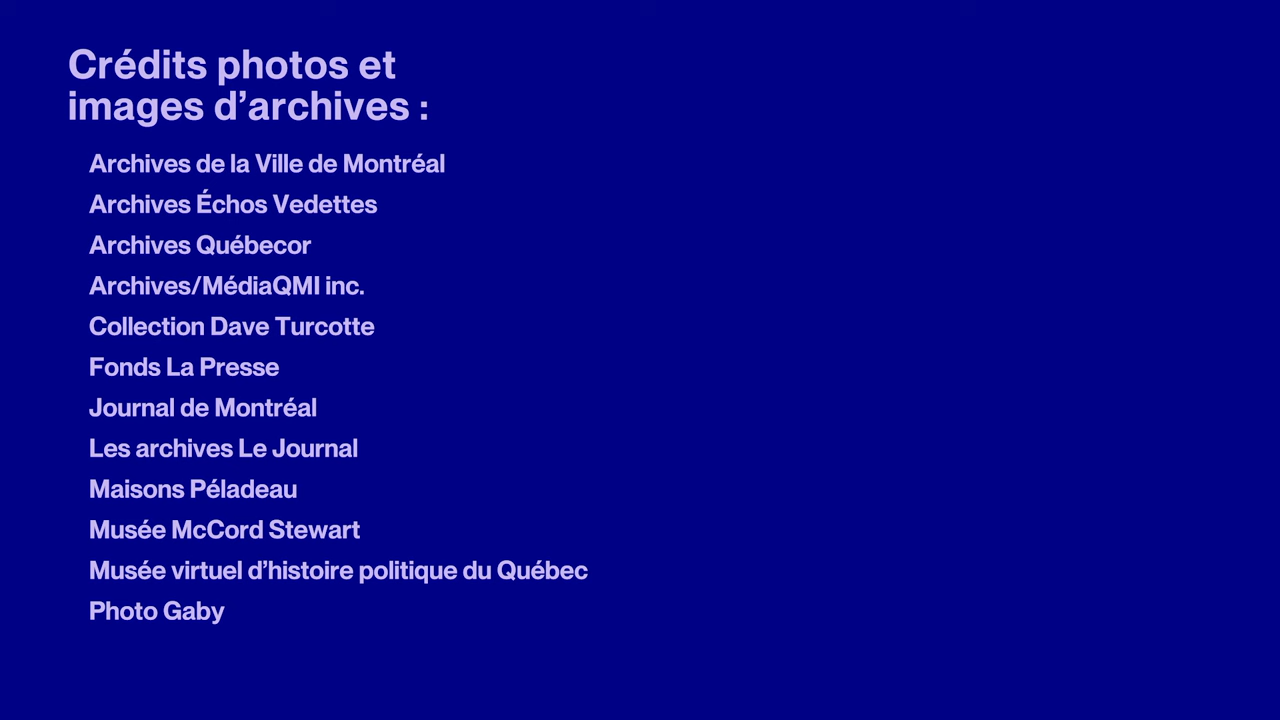 Crédits photos et
images d’archives :
Archives de la Ville de Montréal
Archives Échos Vedettes
Archives Québecor
Archives/MédiaQMI inc.
Collection Dave Turcotte
Fonds La Presse
Journal de Montréal
Les archives Le Journal
Maisons Péladeau
Musée McCord Stewart
Musée virtuel d’histoire politique du Québec
Photo Gaby